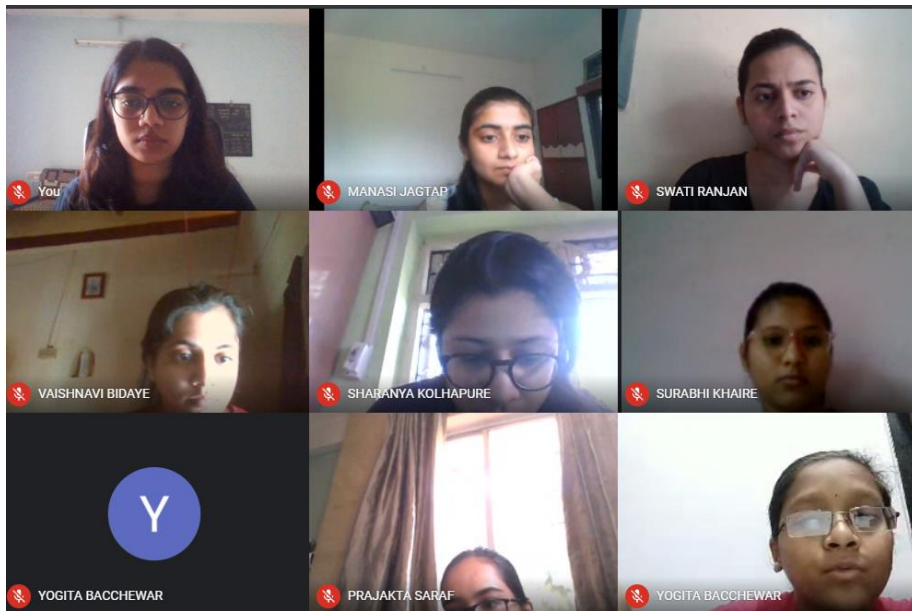 You
MANASI JAGTAP
SWATI RANJAN
VAISHNAVI BIDAYE
SHARANYA KOLHAPURE
SURABHI KHAIRE
Y
YOGITA BACCHEWAR
PRAJAKTA SARAF
YOGITA BACCHEWAR